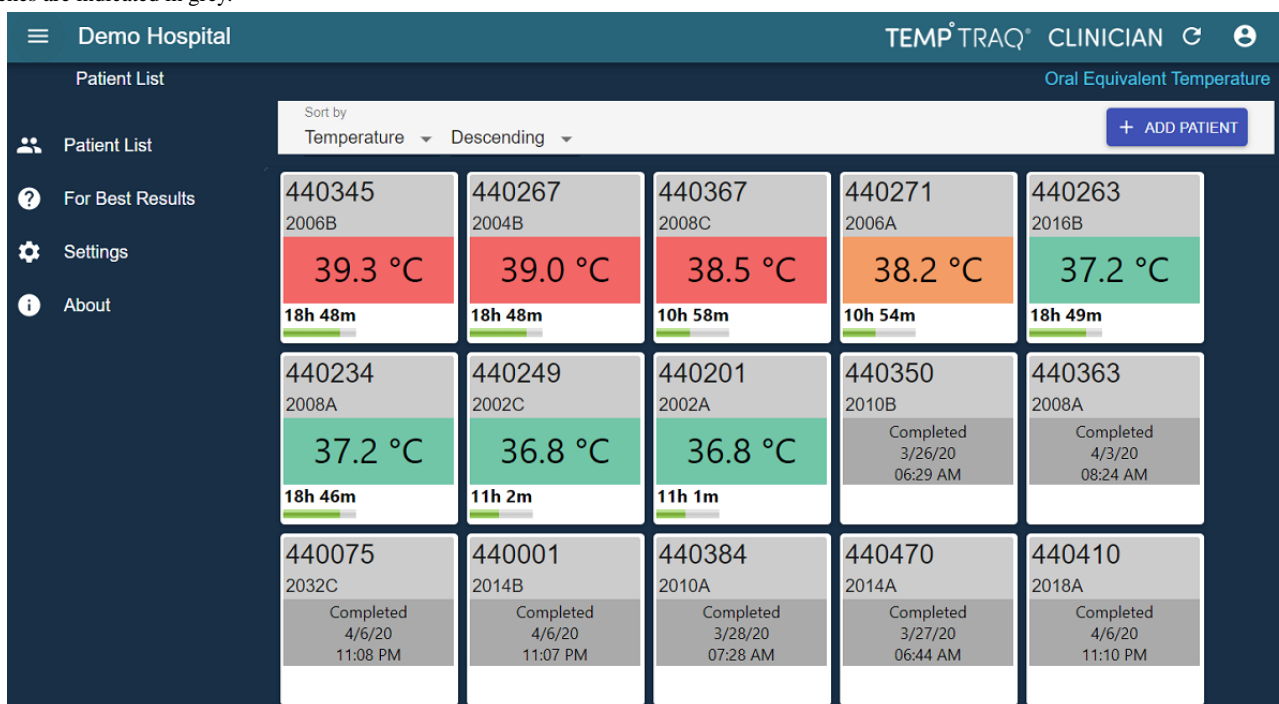 are indicated in grey.
Demo Hospital
TEMP°TRAQ® CLINICIAN
Patient List
Oral Equivalent Temperature
Sort by
Temperature Descending
+ ADD PATIENT
Patient List
For Best Results
Settings
About
440345 440267 440367 440271 440263
2006B 2004B 2008C 2006A 2016B
39.3 °C 39.0 °C 38.5 °C 38.2 °C 37.2 °C
18h 48m 18h 48m 10h 58m 10h 54m 18h 49m
440234 440249 440201 440350 440363
2008A 2002C 2002A 2010B 2008A
37.2 °C 36.8 °C 36.8 °C
Completed Completed
3/26/20 4/3/20
06:29 AM 08:24 AM
18h 46m 11h 2m 11h 1m
440075 440001 440384 440470 440410
2032C 2014B 2010A 2014A 2018A
Completed Completed Completed Completed Completed
4/6/20 4/6/20 3/28/20 3/27/20 4/6/20
11:08 PM 11:07 PM 07:28 AM 06:44 AM 11:10 PM